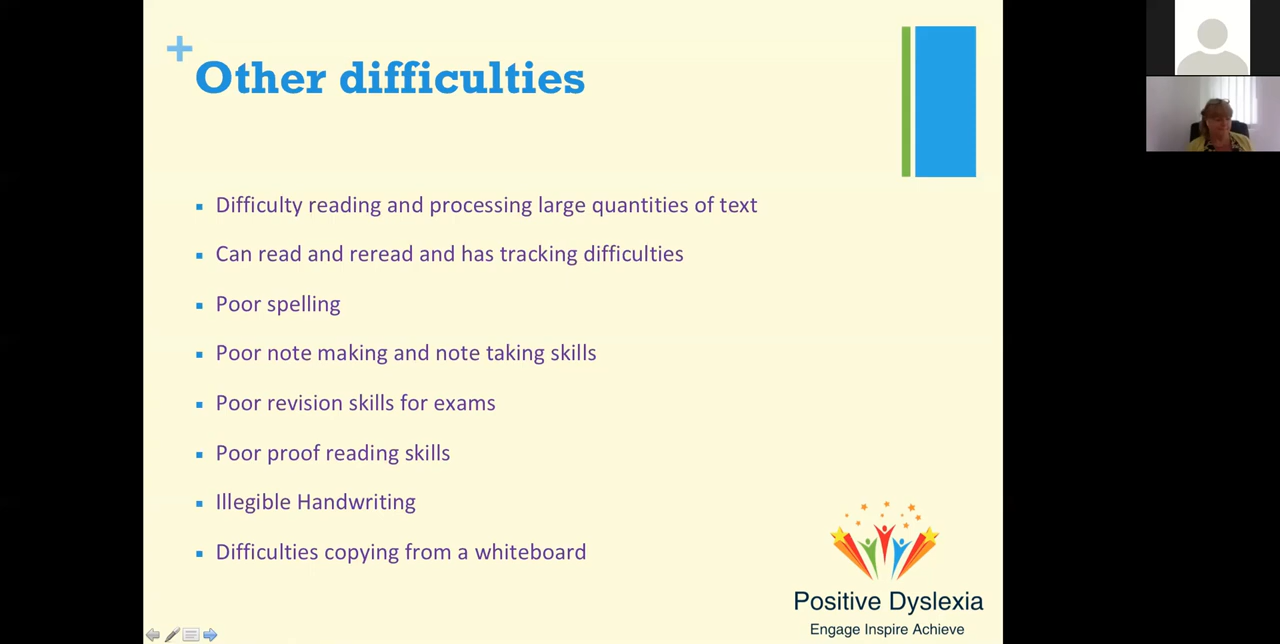 Other difficulties
Difficulty reading and processing large quantities of text
Can read and reread and has tracking difficulties
Poor spelling
Poor note making and note taking skills
Poor revision skills for exams
Poor proof reading skills
Illegible Handwriting
Difficulties copying from a whiteboard
Positive Dyslexia
Engage Inspire Achieve